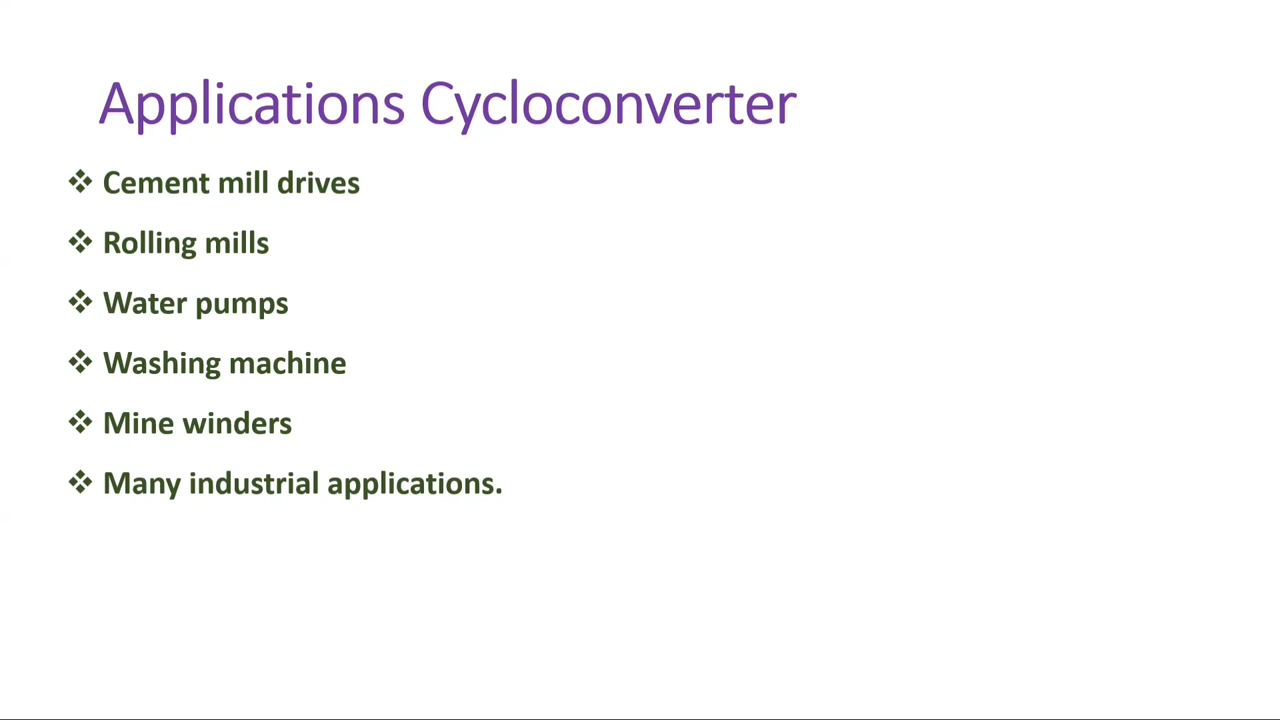 Applications Cycloconverter
❖ Cement mill drives
❖ Rolling mills
❖ Water pumps
❖ Washing machine
❖ Mine winders
❖ Many industrial applications.